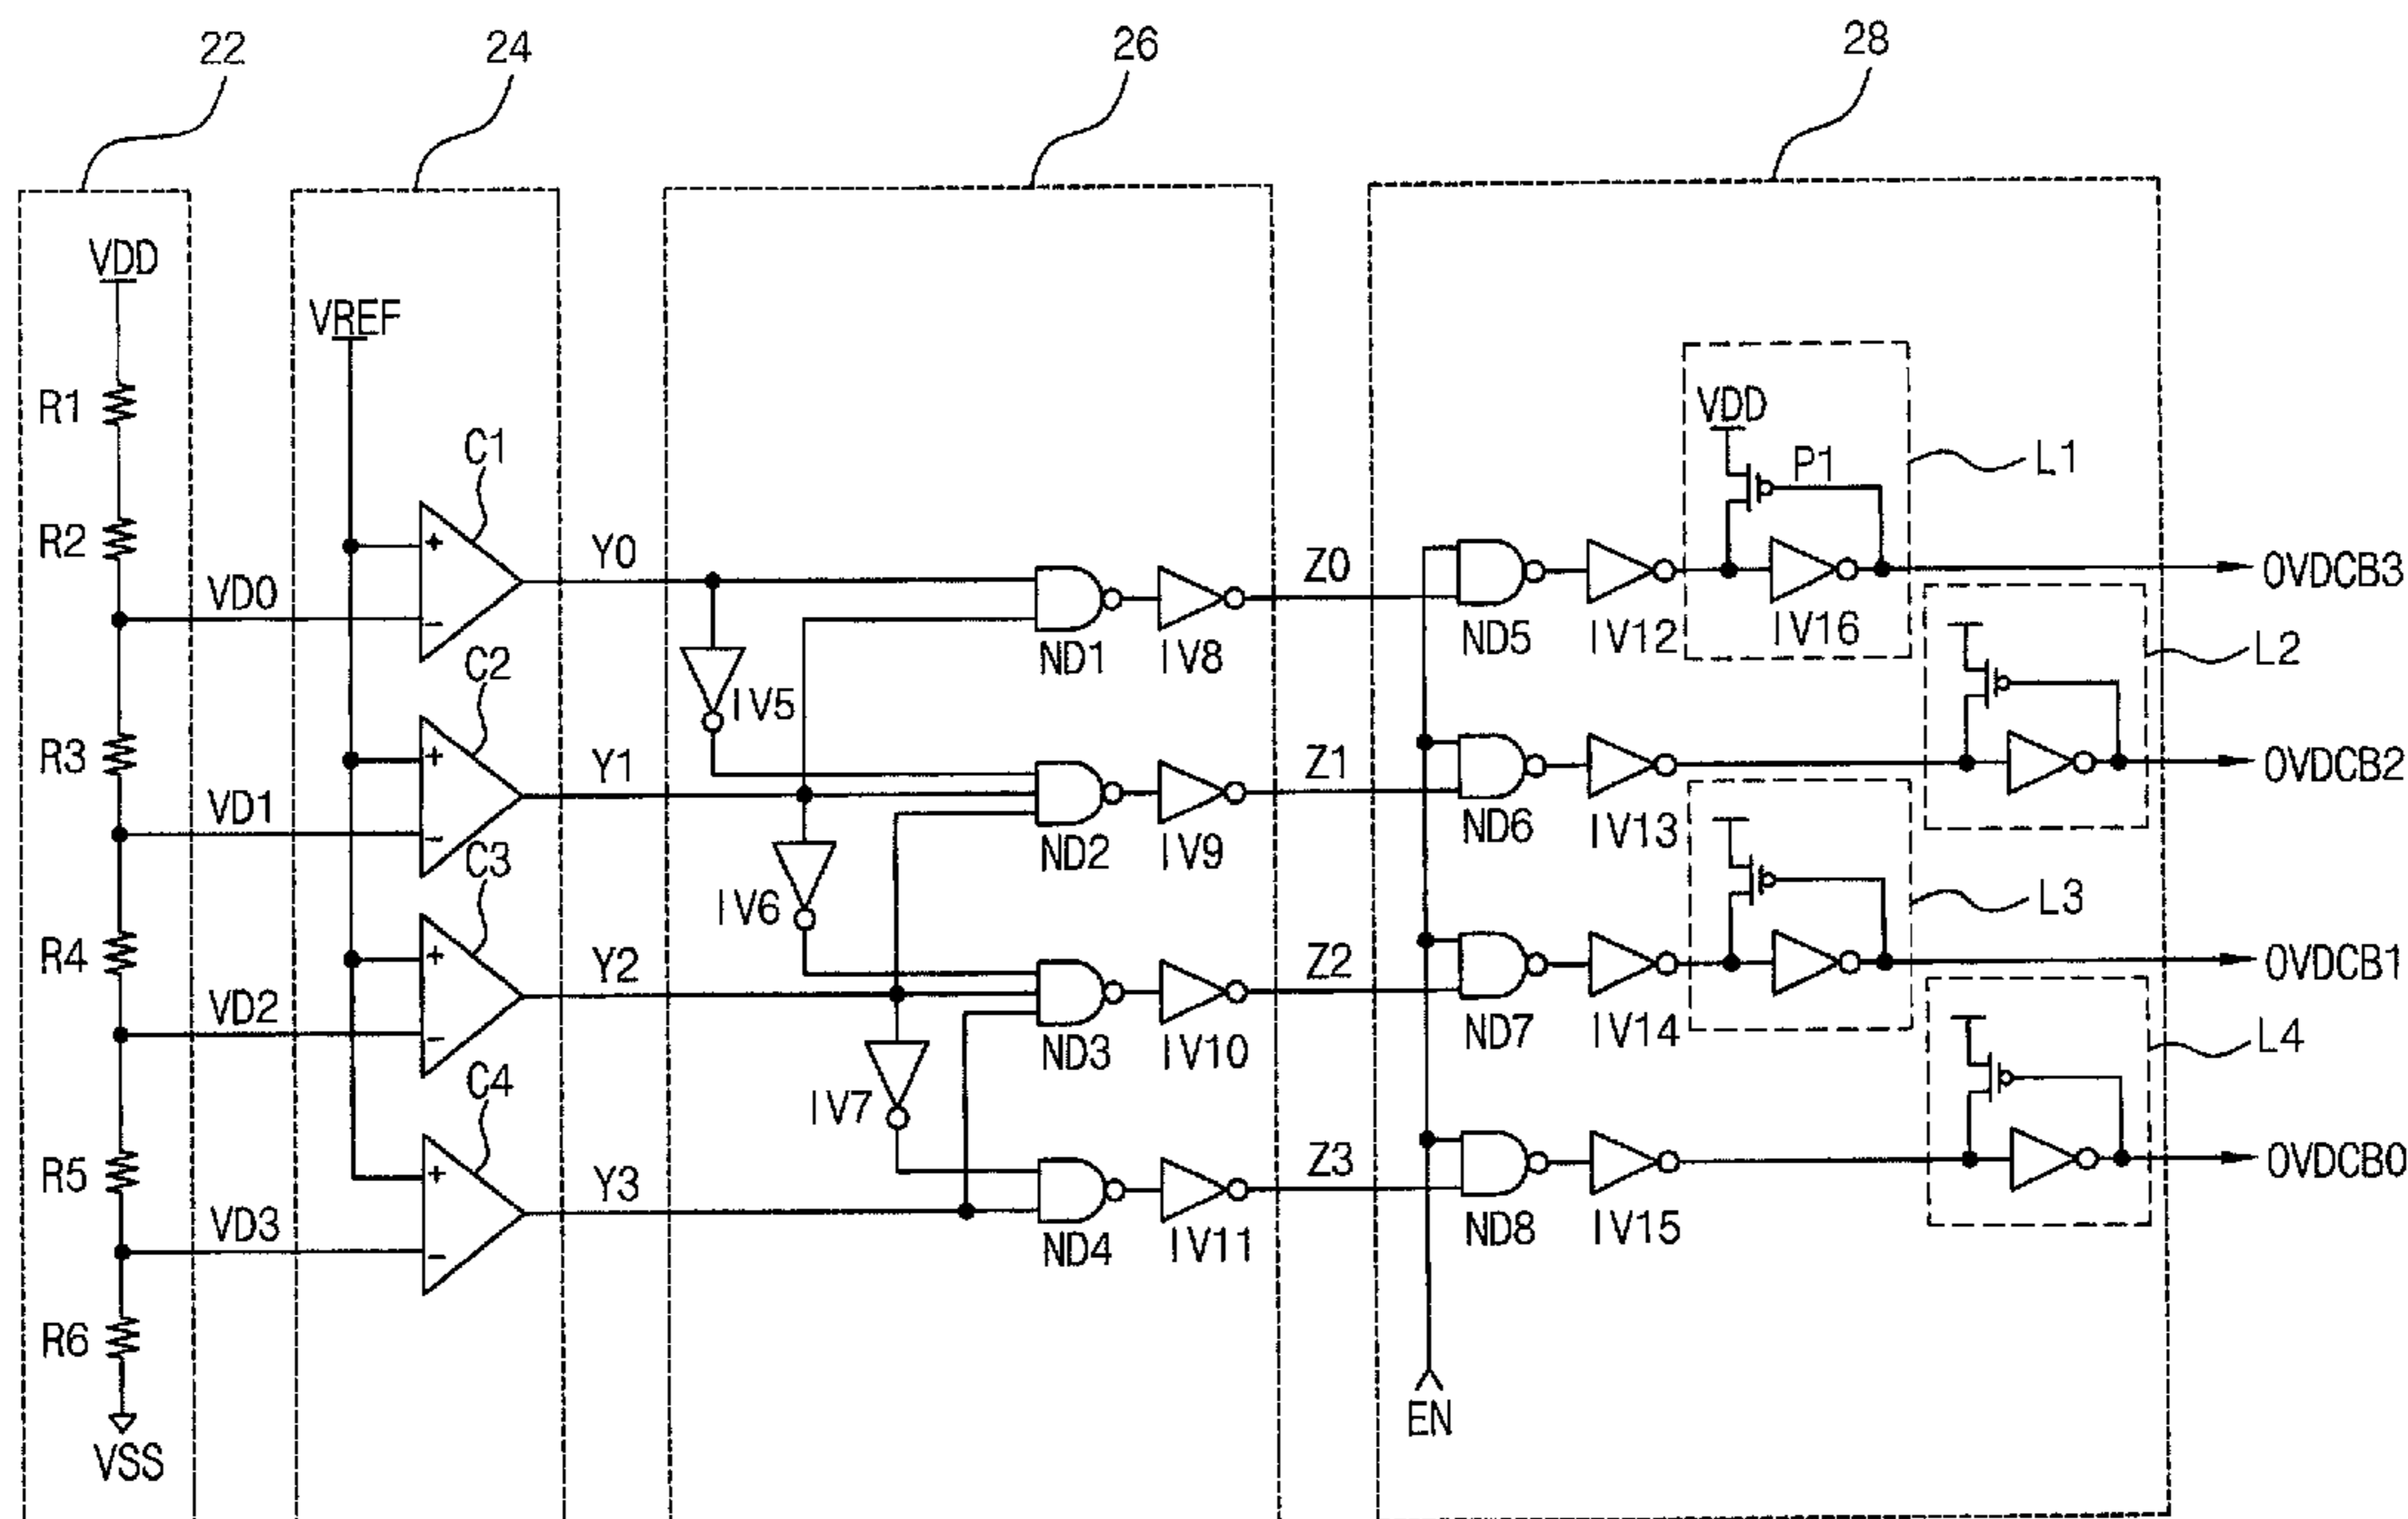 22
24
26
28
VDD
VREF
R1
R2
R3
R4
R5
R6
VSS
VD0
VD1
VD2
VD3
C1
C2
C3
C4
Y0
Y1
Y2
Y3
IV5
IV6
IV7
ND1
IV8
ND2
IV9
ND3
IV10
ND4
IV11
Z0
Z1
Z2
Z3
ND5
IV12
ND6
IV13
ND7
IV14
ND8
IV15
EN
VDD
P1
IV16
L1
L2
L3
L4
OVDCB3
OVDCB2
OVDCB1
OVDCB0
+
-
+
-
+
-
+
-